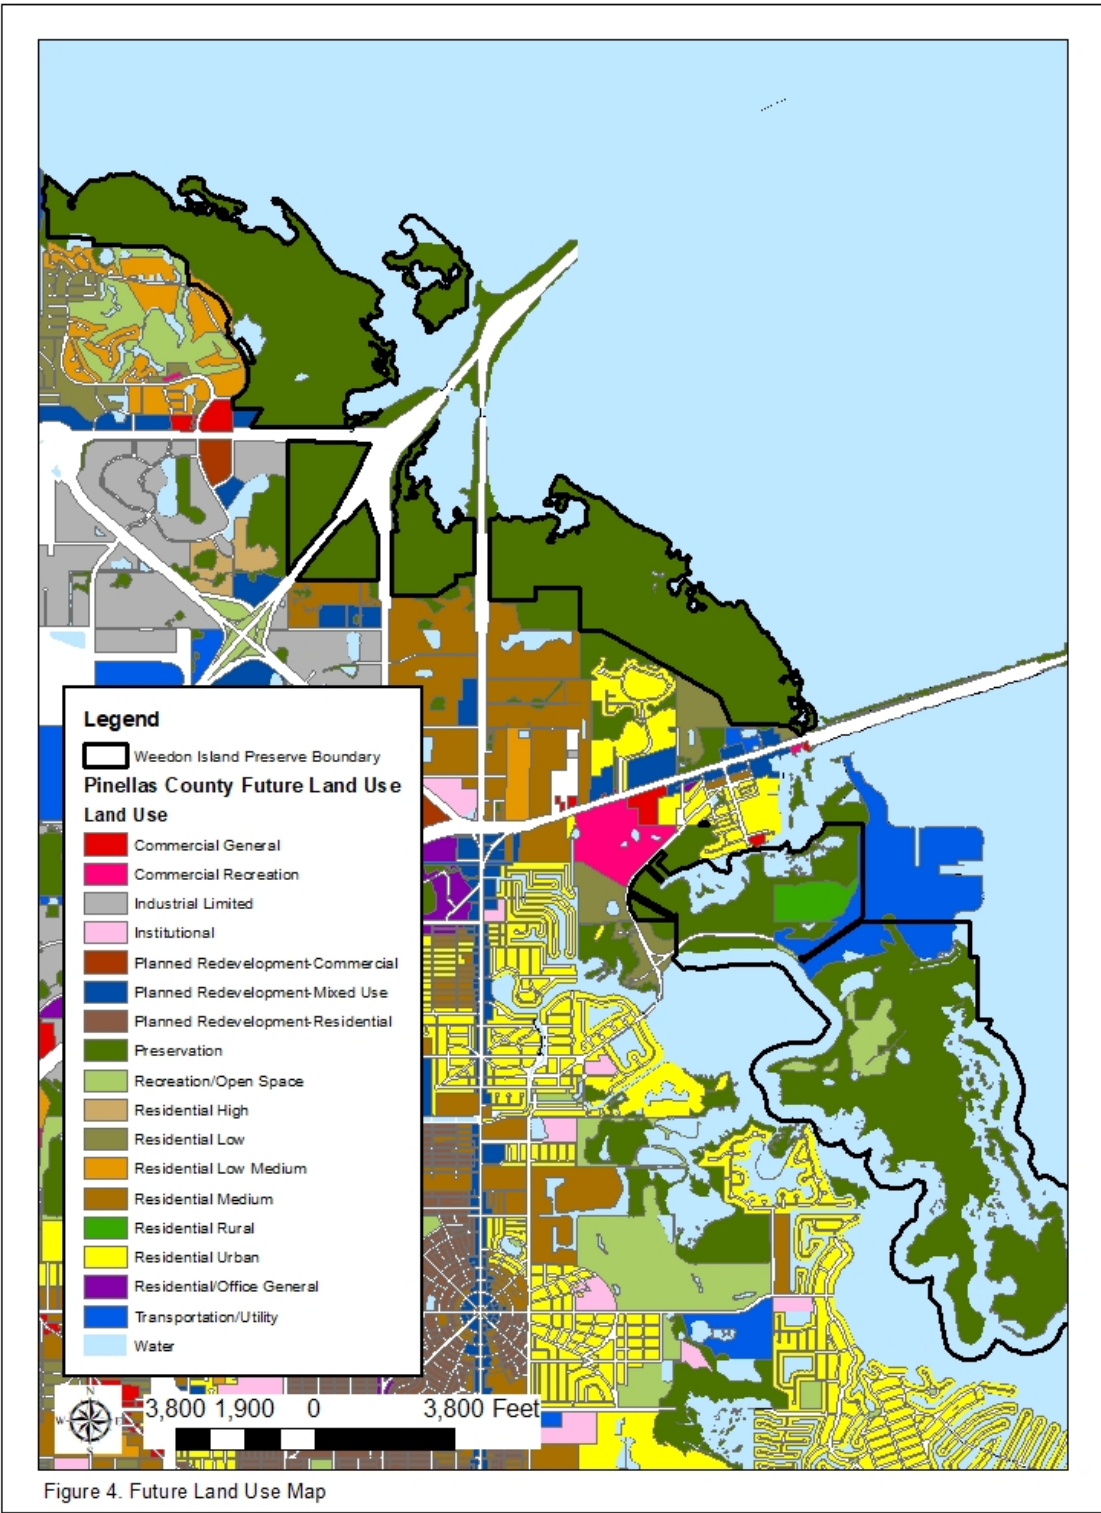 Legend
Weedon Island Preserve Boundary
Pinellas County Future Land Use
Land Use
Commercial General
Commercial Recreation
Industrial Limited
Institutional
Planned Redevelopment-Commercial
Planned Redevelopment-Mixed Use
Planned Redevelopment-Residential
Preservation
Recreation/Open Space
Residential High
Residential Low
Residential Low Medium
Residential Medium
Residential Rural
Residential Urban
Residential/Office General
Transportation/Utility
Water
N
W E
S
3,800 1,900 0 3,800 Feet
Figure 4. Future Land Use Map